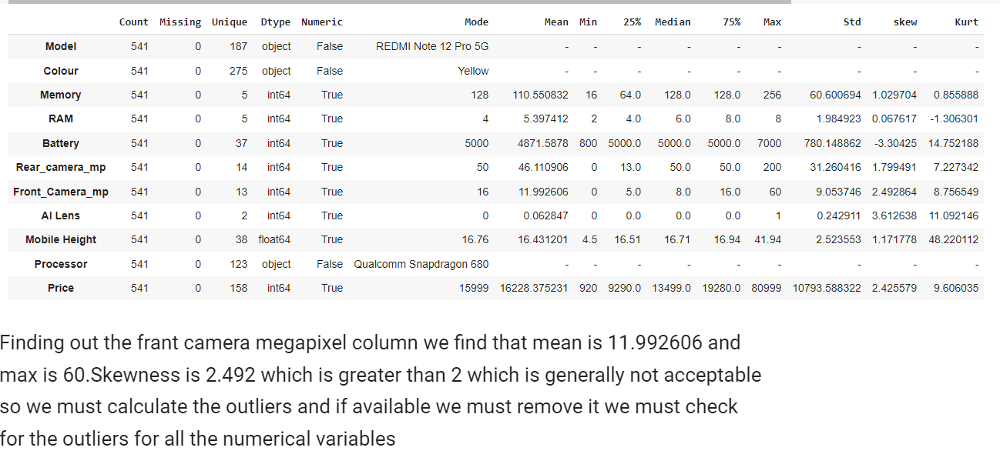 Count Missing Unique Dtype Numeric Mode Mean Min 25% Median 75% Max Std skew Kurt
Model 541 0 187 object False REDMI Note 12 Pro 5G - - - - - - - - -
Colour 541 0 275 object False Yellow - - - - - - - - -
Memory 541 0 5 int64 True 128 110.550832 16 64.0 128.0 128.0 256 60.600694 1.029704 0.855888
RAM 541 0 5 int64 True 4 5.397412 2 4.0 6.0 8.0 8 1.984923 0.067617 -1.306301
Battery 541 0 37 int64 True 5000 4871.5878 800 5000.0 5000.0 5000.0 7000 780.148862 -3.30425 14.752188
Rear_camera_mp 541 0 14 int64 True 50 46.110906 0 13.0 50.0 50.0 200 31.260416 1.799491 7.227342
Front_Camera_mp 541 0 13 int64 True 16 11.992606 0 5.0 8.0 16.0 60 9.053746 2.492864 8.756549
AI Lens 541 0 2 int64 True 0 0.062847 0 0.0 0.0 0.0 1 0.242911 3.612638 11.092146
Mobile Height 541 0 38 float64 True 16.76 16.431201 4.5 16.51 16.71 16.94 41.94 2.523553 1.171778 48.220112
Processor 541 0 123 object False Qualcomm Snapdragon 680 - - - - - - - - -
Price 541 0 158 int64 True 15999 16228.375231 920 9290.0 13499.0 19280.0 80999 10793.588322 2.425579 9.606035
Finding out the frant camera megapixel column we find that mean is 11.992606 and
max is 60.Skewness is 2.492 which is greater than 2 which is generally not acceptable
so we must calculate the outliers and if available we must remove it we must check
for the outliers for all the numerical variables